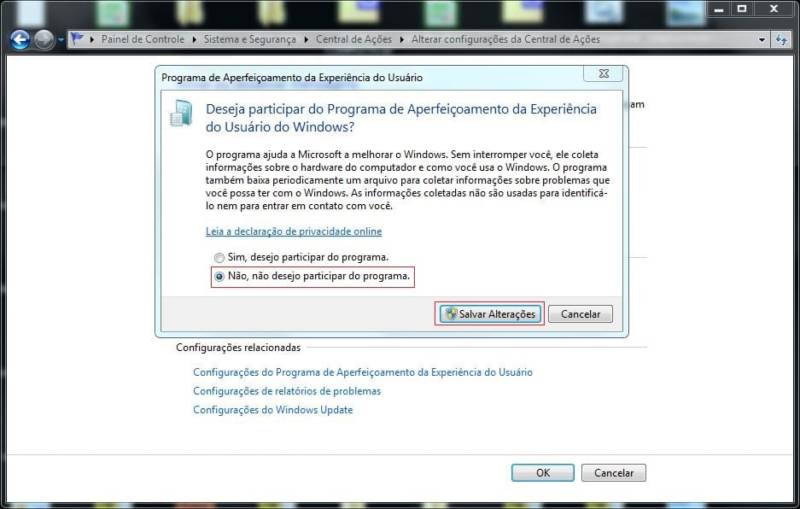 Painel de Controle
Sistema e Segurança
Central de Ações
Alterar configurações da Central de Ações
Programa de Aperfeiçoamento da Experiência do Usuário
Deseja participar do Programa de Aperfeiçoamento da Experiência
do Usuário do Windows?
am
O programa ajuda a Microsoft a melhorar o Windows. Sem interromper você, ele coleta
informações sobre o hardware do computador e como você usa o Windows. O programa
também baixa periodicamente um arquivo para coletar informações sobre problemas que
você possa ter com o Windows. As informações coletadas não são usadas para identificá-
lo nem para entrar em contato com você.
Leia a declaração de privacidade online
Sim, desejo participar do programa.
Não, não desejo participar do programa.
Salvar Alterações
Cancelar
Configurações relacionadas
Configurações do Programa de Aperfeiçoamento da Experiência do Usuário
Configurações de relatórios de problemas
Configurações do Windows Update
OK
Cancelar